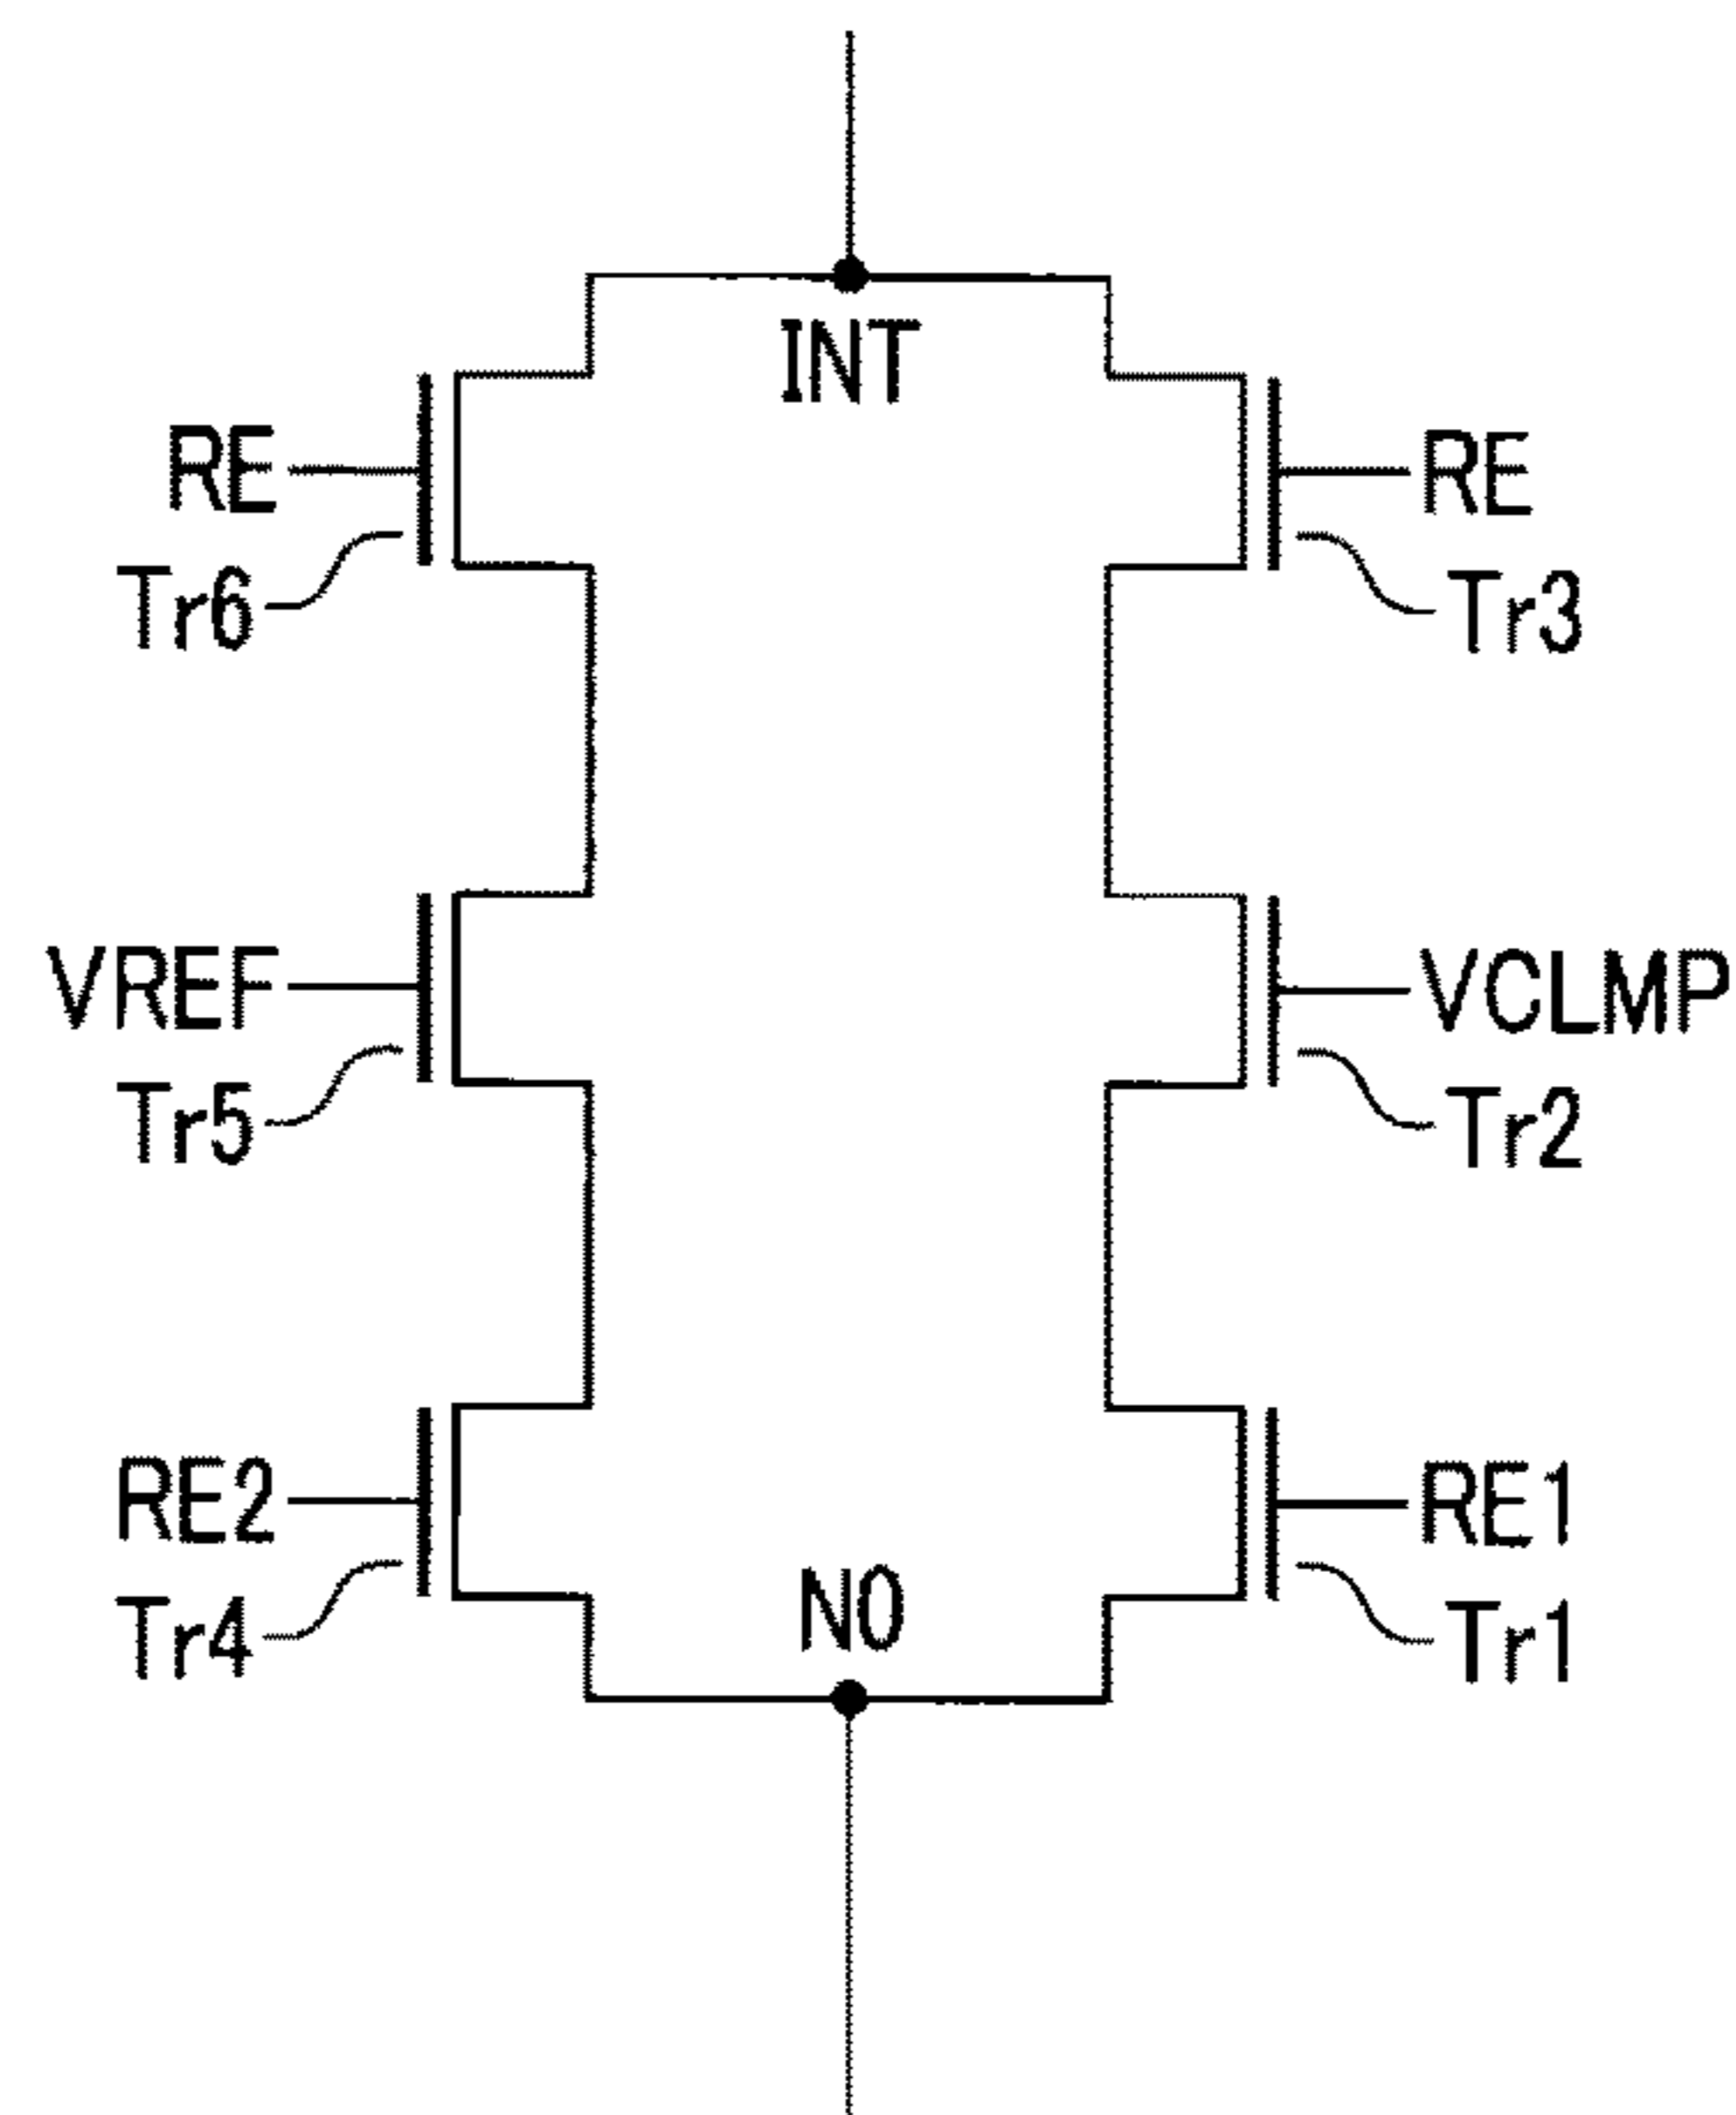 INT
RE
RE
Tr6
Tr3
VREF
VCLMP
Tr5
Tr2
RE2
RE1
N0
Tr4
Tr1